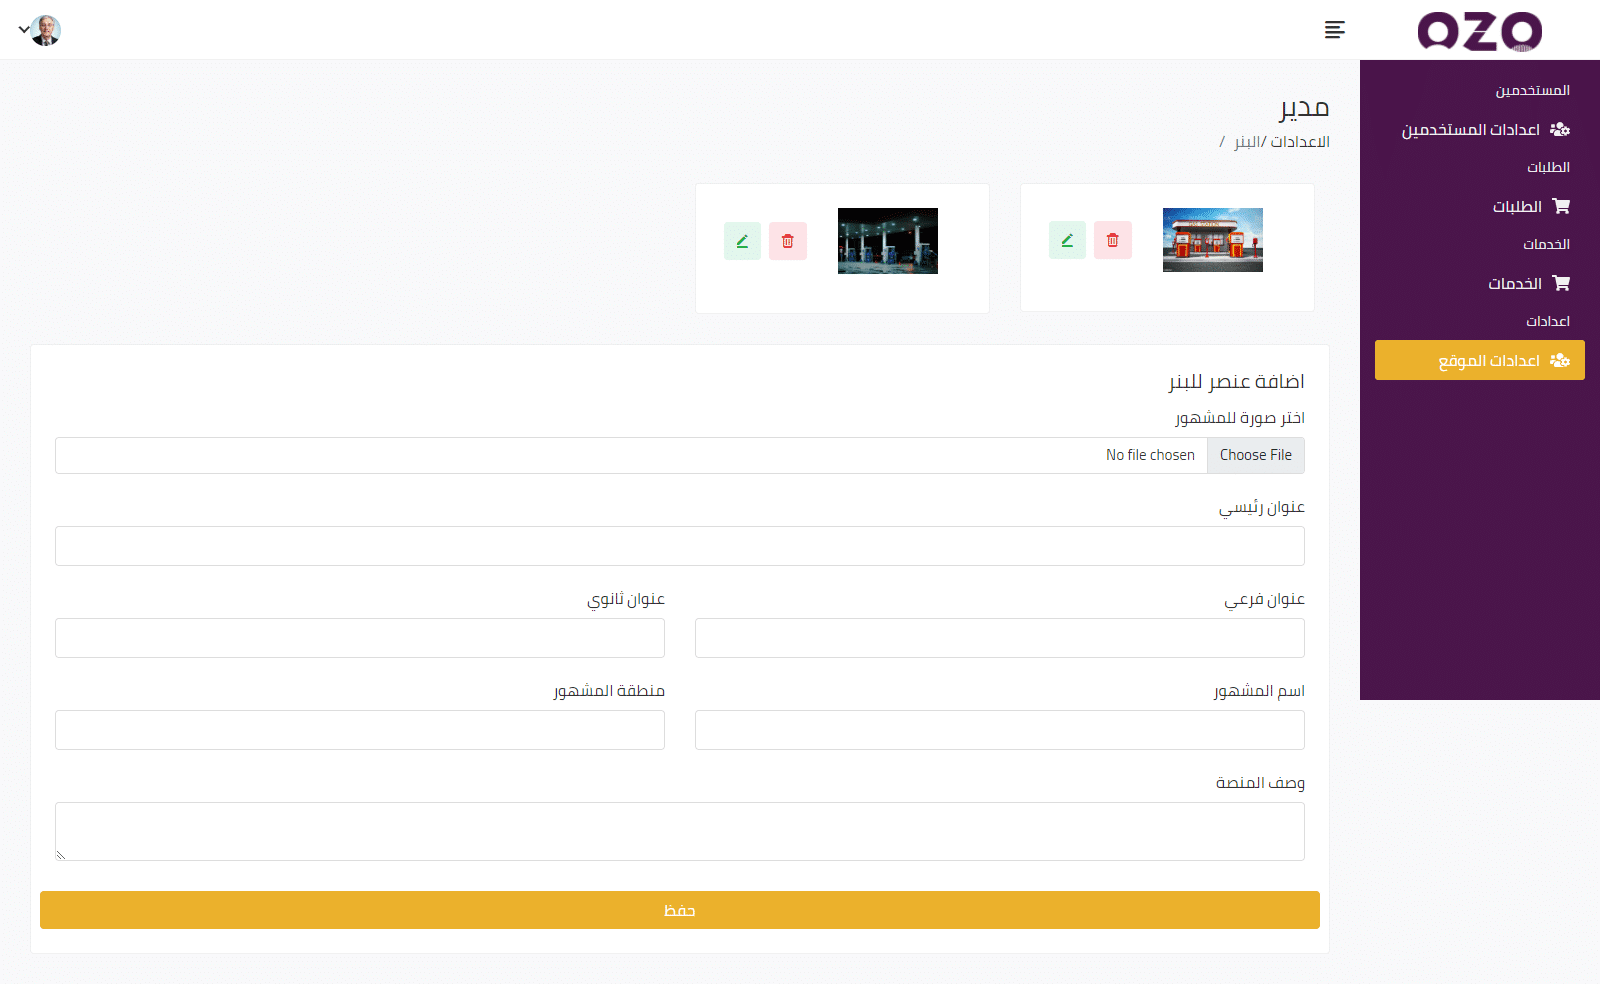 OZO
المستخدمين
اعدادات المستخدمين
الطلبات
الطلبات
الخدمات
الخدمات
اعدادات
اعدادات الموقع
مدير
الاعدادات /البنر /
اضافة عنصر للبنر
اختر صورة للمشهور
Choose File No file chosen
عنوان رئيسي
عنوان فرعي
عنوان ثانوي
اسم المشهور
منطقة المشهور
وصف المنصة
حفظ